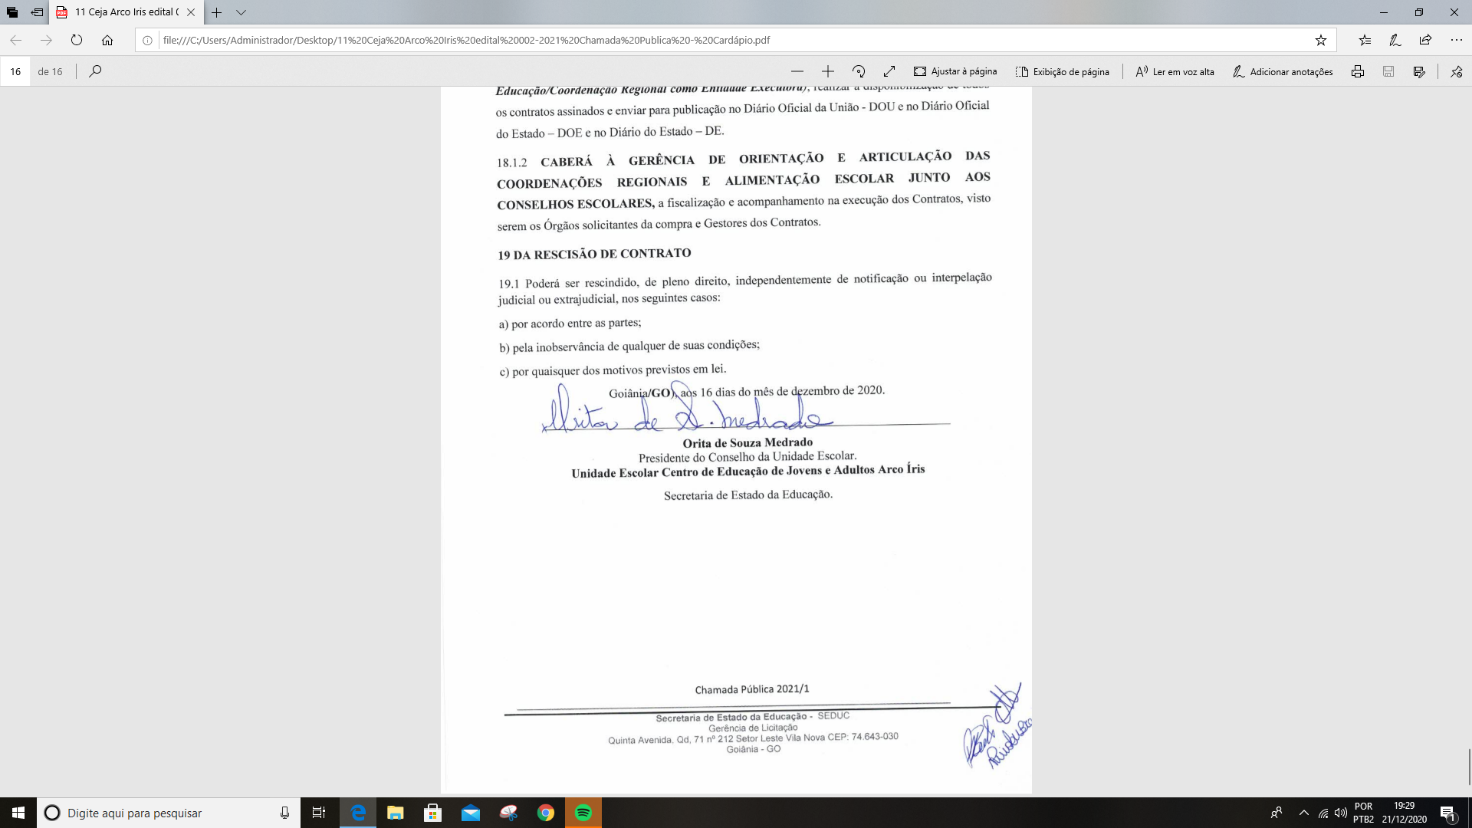 11 Ceja Arco Iris edital
file:///C:/Users/Administrador/Desktop/11%20Ceja%20Arco%20Iris%20edital%20002-2021%20Chamada%20Publica%20-%20Cardápio.pdf
16 de 16 Ajustar à página Exibição de página Ler em voz alta Adicionar anotações
Educação/Coordenação Regional como Entidade Executora), realizar a disponibilização de todos
os contratos assinados e enviar para publicação no Diário Oficial da União - DOU e no Diário Oficial
do Estado – DOE e no Diário do Estado – DE.
18.1.2 CABERÁ À GERÊNCIA DE ORIENTAÇÃO E ARTICULAÇÃO DAS
COORDENAÇÕES REGIONAIS E ALIMENTAÇÃO ESCOLAR JUNTO AOS
CONSELHOS ESCOLARES, a fiscalização e acompanhamento na execução dos Contratos, visto
serem os Órgãos solicitantes da compra e Gestores dos Contratos.
19 DA RESCISÃO DE CONTRATO
19.1 Poderá ser rescindido, de pleno direito, independentemente de notificação ou interpelação
judicial ou extrajudicial, nos seguintes casos:
a) por acordo entre as partes;
b) pela inobservância de qualquer de suas condições;
c) por quaisquer dos motivos previstos em lei.
Goiânia/GO), aos 16 dias do mês de dezembro de 2020.
de S. Medrado
Orita de Souza Medrado
Presidente do Conselho da Unidade Escolar.
Unidade Escolar Centro de Educação de Jovens e Adultos Arco Íris
Secretaria de Estado da Educação.
Chamada Pública 2021/1
Secretaria de Estado da Educação - SEDUC
Gerência de Licitação
Quinta Avenida, Qd, 71 nº 212 Setor Leste Vila Nova CEP: 74.643-030
Goiânia - GO
Digite aqui para pesquisar
POR 19:29
PTB2 21/12/2020 1